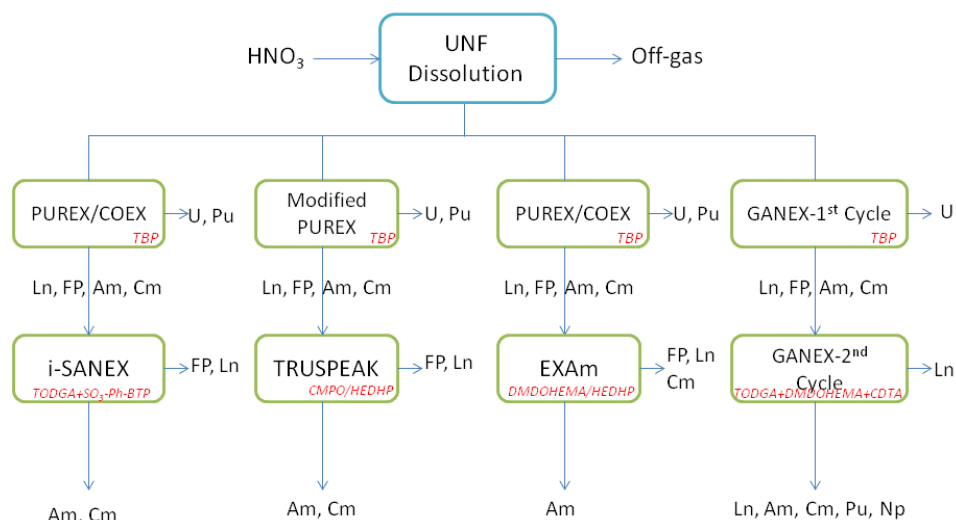 HNO₃
UNF
Dissolution
Off-gas
PUREX/COEX
TBP
U, Pu
Modified
PUREX
TBP
U, Pu
PUREX/COEX
TBP
U, Pu
GANEX-1st Cycle
TBP
U
Ln, FP, Am, Cm
Ln, FP, Am, Cm
Ln, FP, Am, Cm
Ln, FP, Am, Cm
i-SANEX
TODGA+SO₃-Ph-BTP
FP, Ln
TRUSPEAK
CMPO/HEDHP
FP, Ln
EXAm
DMDOHEMA/HEDHP
FP, Ln
Cm
GANEX-2nd
Cycle
TODGA+DMDOHEMA+CDTA
Ln
Am, Cm
Am, Cm
Am
Ln, Am, Cm, Pu, Np